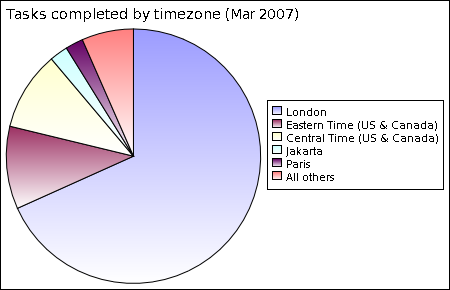 Tasks completed by timezone (Mar 2007)
London
Eastern Time (US & Canada)
Central Time (US & Canada)
Jakarta
Paris
All others